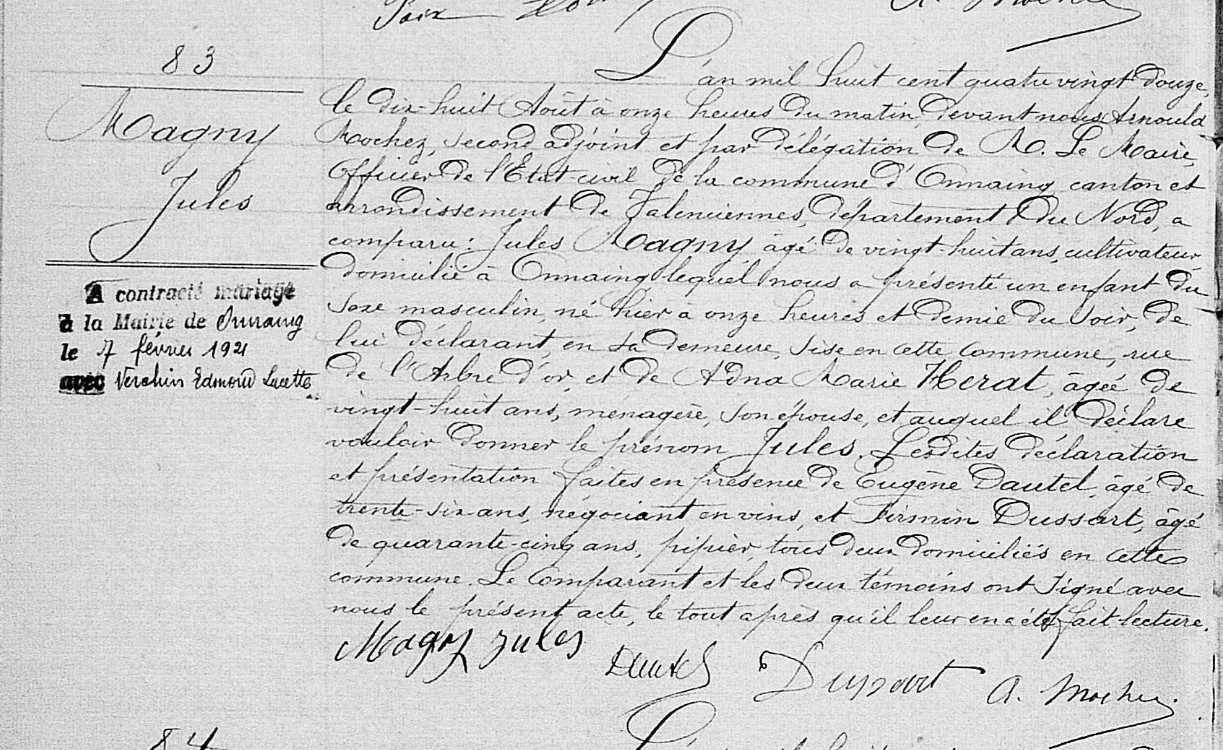 83
Magny
Jules
A contracté mariage
à la Mairie de Onnaing
le 7 février 1921
avec Verchin Edmond Lucette
L'an mil huit cent quatre vingt douze,
le dix-huit Août à onze heures du matin, devant nous Arnould
Mochez, second adjoint et par délégation de M. Le Maire,
Officier de l'Etat civil de la commune d'Onnaing, canton et
arrondissement de Valenciennes, département du Nord, a
comparu : Jules Magny, âgé de vingt-huit ans, cultivateur
domicilié à Onnaing lequel nous a présenté un enfant du
sexe masculin, né hier à onze heures et demie du soir, de
lui déclarant, en sa demeure, sise en cette commune, rue
de l'Arbre d'or, et de Adna Marie Herat, âgée de
vingt-huit ans, ménagère, son épouse, et auquel il déclare
vouloir donner le prénom Jules. Lesdites déclaration
et présentation faites en présence de Eugène Dautel, âgé de
trente-six ans, négociant en vins, et Firmin Dussart, âgé
de quarante-cinq ans, pipier, tous deux domiciliés en cette
commune. Le comparant et les deux témoins ont signé avec
nous le présent acte, le tout après qu'il leur en a été fait lecture.
Magny Jules Dautel Dussart A. Mochez
84